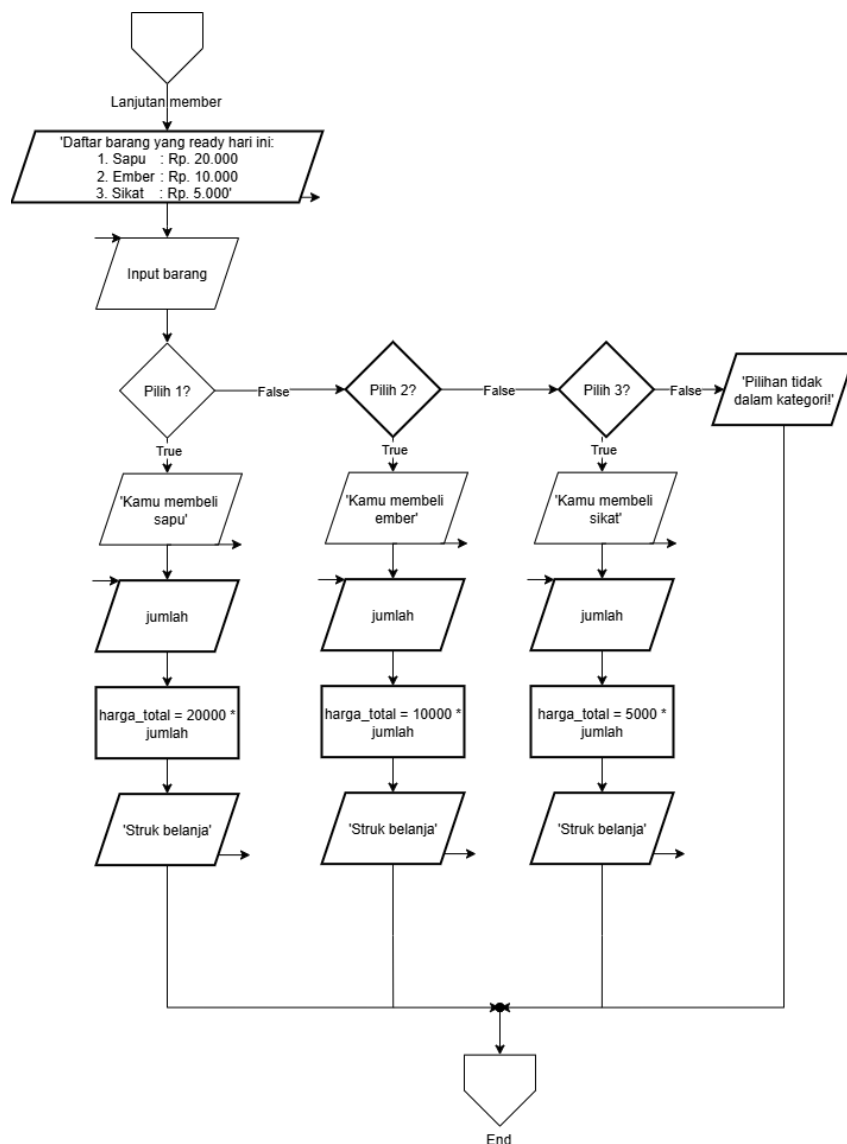 Lanjutan member
'Daftar barang yang ready hari ini:
1. Sapu : Rp. 20.000
2. Ember : Rp. 10.000
3. Sikat : Rp. 5.000'
Input barang
Pilih 1?
False
Pilih 2?
False
Pilih 3?
False
'Pilihan tidak
dalam kategori!'
True
True
True
'Kamu membeli
sapu'
'Kamu membeli
ember'
'Kamu membeli
sikat'
jumlah
jumlah
jumlah
harga_total = 20000 *
jumlah
harga_total = 10000 *
jumlah
harga_total = 5000 *
jumlah
'Struk belanja'
'Struk belanja'
'Struk belanja'
End